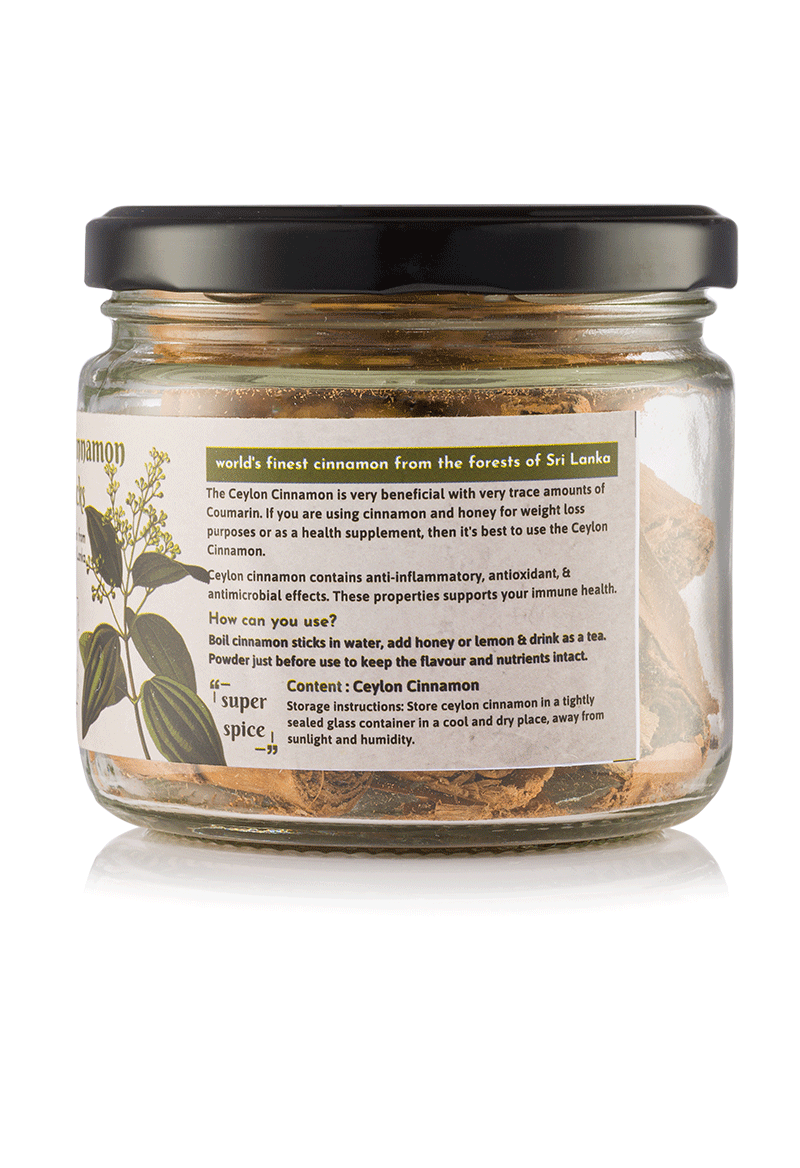 world's finest cinnamon from the forests of Sri Lanka
The Ceylon Cinnamon is very beneficial with very trace amounts of
Coumarin. If you are using cinnamon and honey for weight loss
purposes or as a health supplement, then it's best to use the Ceylon
Cinnamon.
Ceylon cinnamon contains anti-inflammatory, antioxidant, &
antimicrobial effects. These properties supports your immune health.
How can you use?
Boil cinnamon sticks in water, add honey or lemon & drink as a tea.
Powder just before use to keep the flavour and nutrients intact.
“super
spice”
Content : Ceylon Cinnamon
Storage instructions: Store ceylon cinnamon in a tightly
sealed glass container in a cool and dry place, away from
sunlight and humidity.